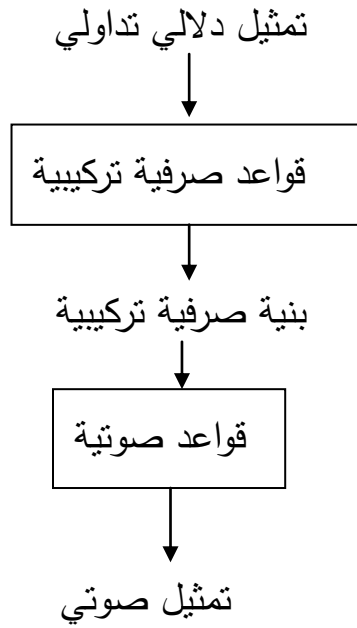 تمثيل دلالي تداولي
قواعد صرفية تركيبية
بنية صرفية تركيبية
قواعد صوتية
تمثيل صوتي